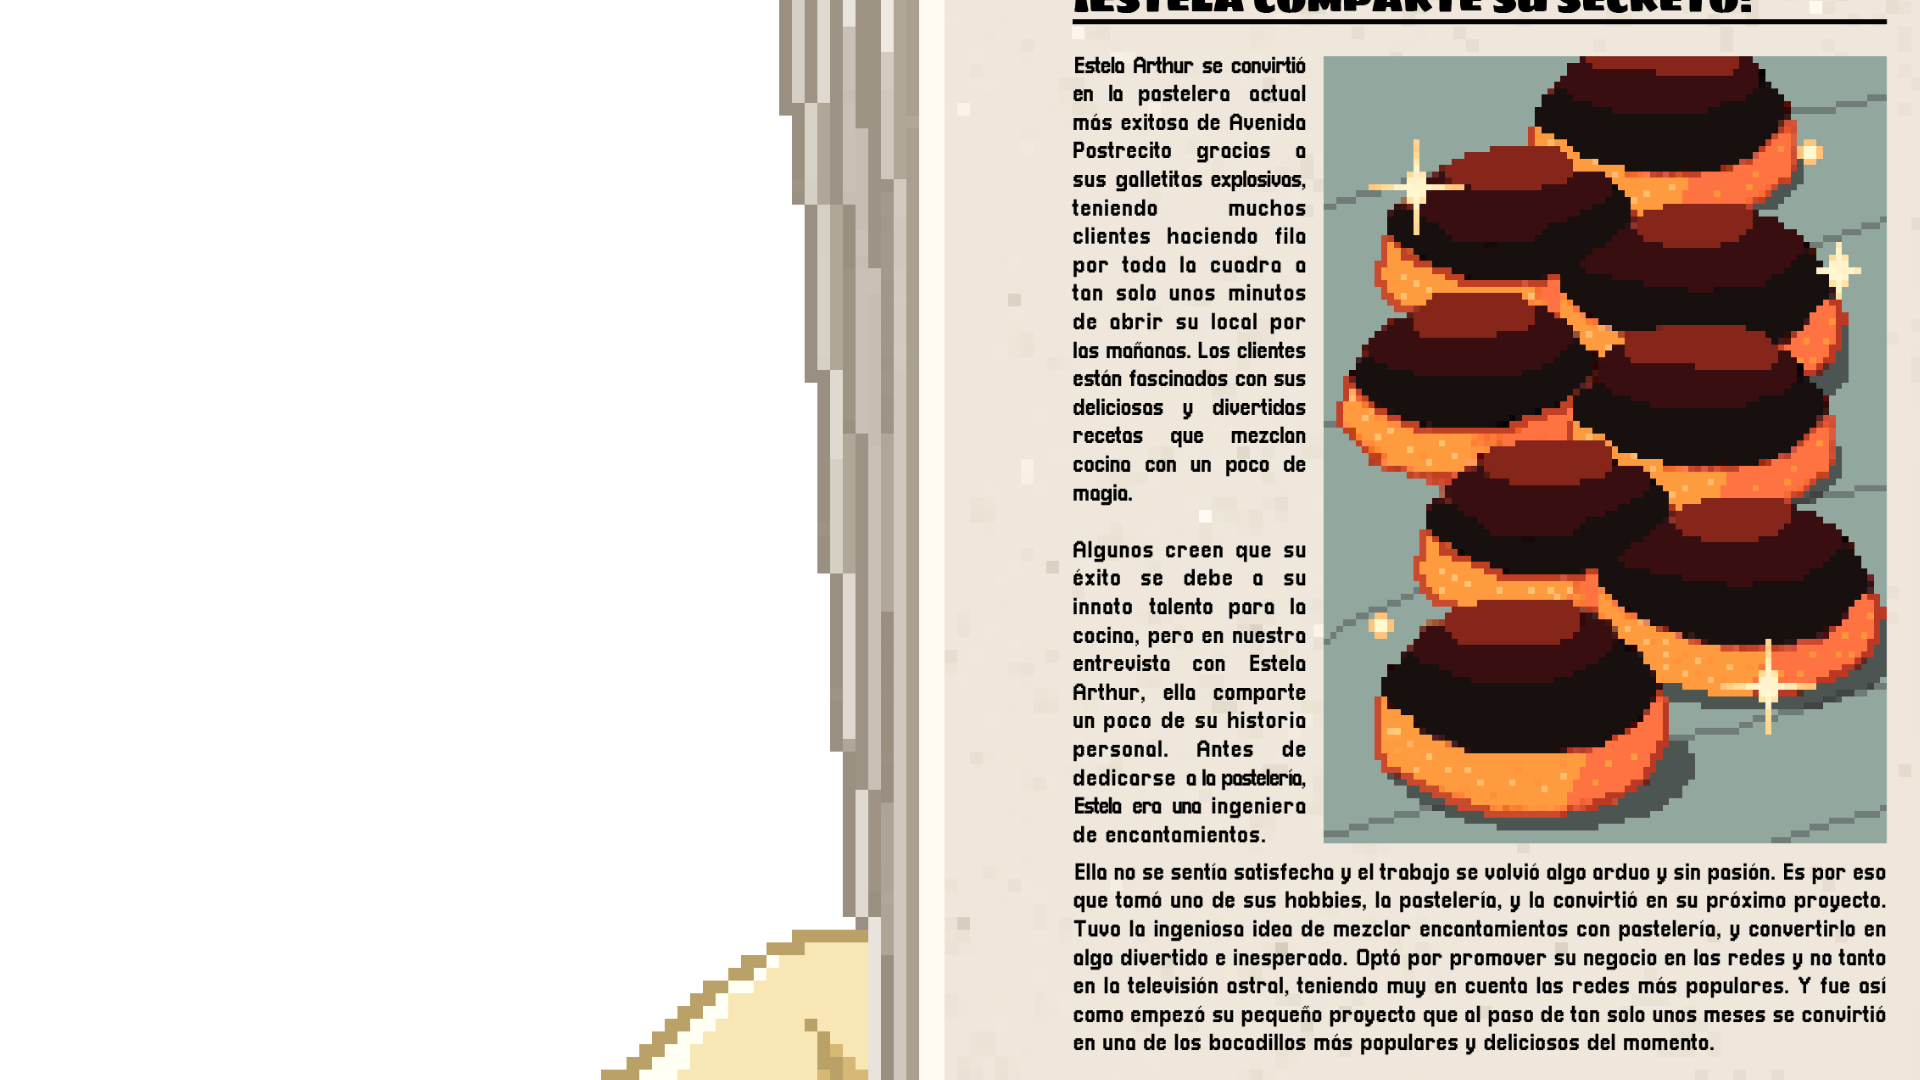 ¡ESTELA COMPARTE SU SECRETO!
Estela Arthur se convirtió
en la pastelera actual
más exitosa de Avenida
Postrecito gracias a
sus galletitas explosivas,
teniendo muchos
clientes haciendo fila
por toda la cuadra a
tan solo unos minutos
de abrir su local por
las mañanas. Los clientes
están fascinados con sus
deliciosas y divertidas
recetas que mezclan
cocina con un poco de
magia.
Algunos creen que su
éxito se debe a su
innato talento para la
cocina, pero en nuestra
entrevista con Estela
Arthur, ella comparte
un poco de su historia
personal. Antes de
dedicarse a la pastelería,
Estela era una ingeniera
de encantamientos.
Ella no se sentía satisfecha y el trabajo se volvió algo arduo y sin pasión. Es por eso
que tomó uno de sus hobbies, la pastelería, y la convirtió en su próximo proyecto.
Tuvo la ingeniosa idea de mezclar encantamientos con pastelería, y convertirlo en
algo divertido e inesperado. Optó por promover su negocio en las redes y no tanto
en la televisión astral, teniendo muy en cuenta las redes más populares. Y fue así
como empezó su pequeño proyecto que al paso de tan solo unos meses se convirtió
en una de los bocadillos más populares y deliciosos del momento.